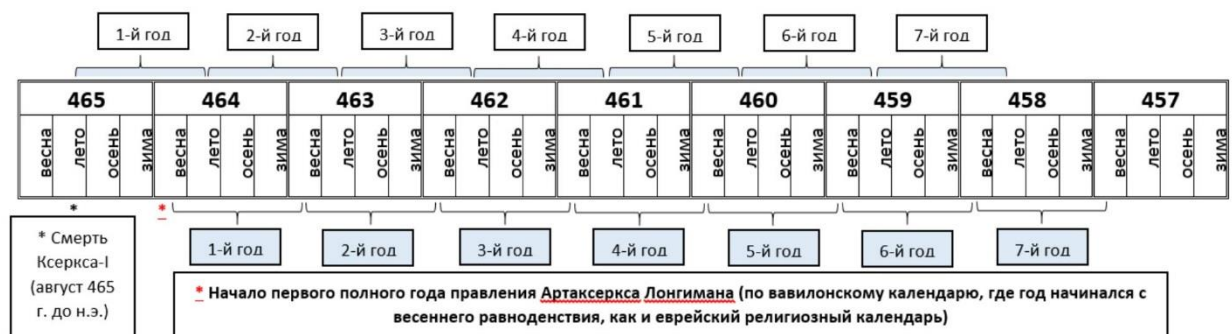 1-й год 2-й год 3-й год 4-й год 5-й год 6-й год 7-й год
465 464 463 462 461 460 459 458 457
весна лето осень зима весна лето осень зима весна лето осень зима весна лето осень зима весна лето осень зима весна лето осень зима весна лето осень зима весна лето осень зима весна лето осень зима
* *
1-й год 2-й год 3-й год 4-й год 5-й год 6-й год 7-й год
* Смерть
Ксеркса-I
(август 465
г. до н.э.)
* Начало первого полного года правления Артаксеркса Лонгимана (по вавилонскому календарю, где год начинался с
весеннего равноденствия, как и еврейский религиозный календарь)